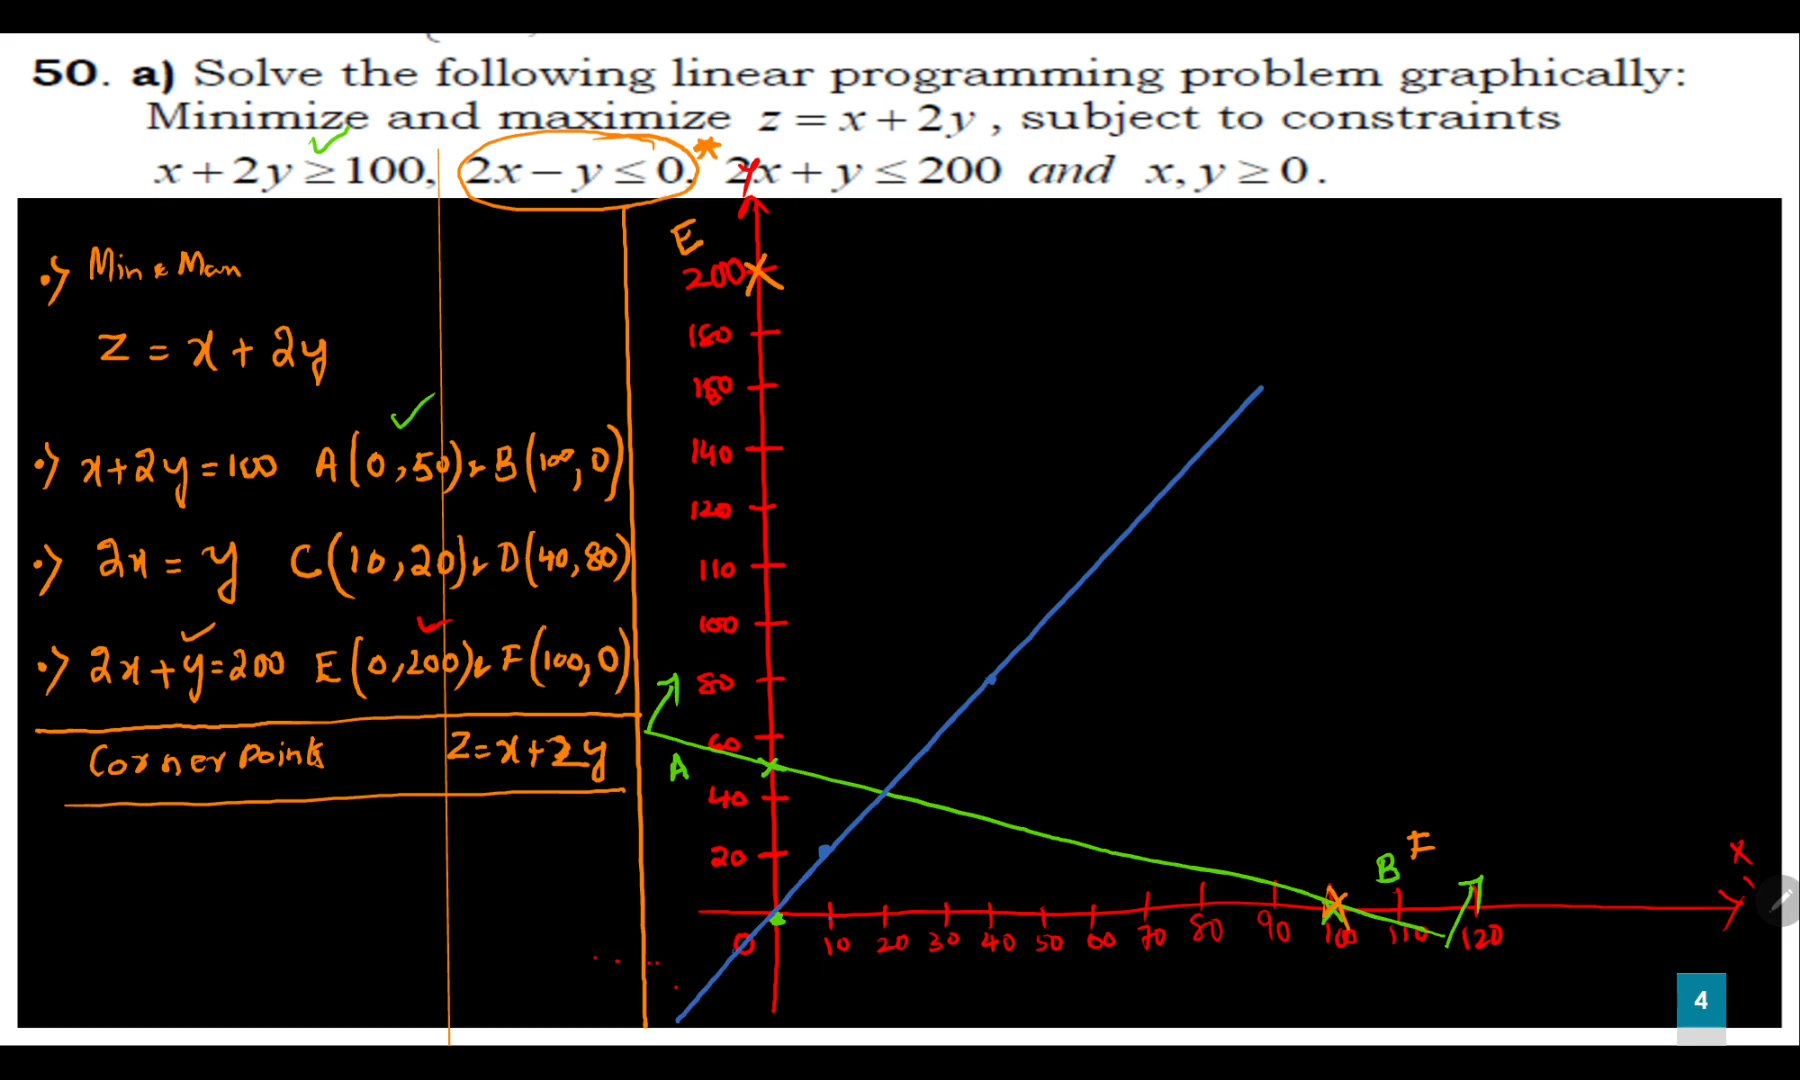 50. a) Solve the following linear programming problem graphically:
Minimize and maximize z = x + 2y , subject to constraints
x + 2y ≥ 100, 2x − y ≤ 0, 2x + y ≤ 200 and x, y ≥ 0.
Min & Max
Z = x + 2y
x+2y=100 A(0,50) & B(100,0)
2x = y C(10,20) & D(40,80)
2x+y=200 E(0,200) & F(100,0)
Corner Points Z=x+2y
Y
E
200
180
140
120
110
100
80
60
A
40
20
B F
X
0 10 20 30 40 50 60 70 80 90 100 110 120
4